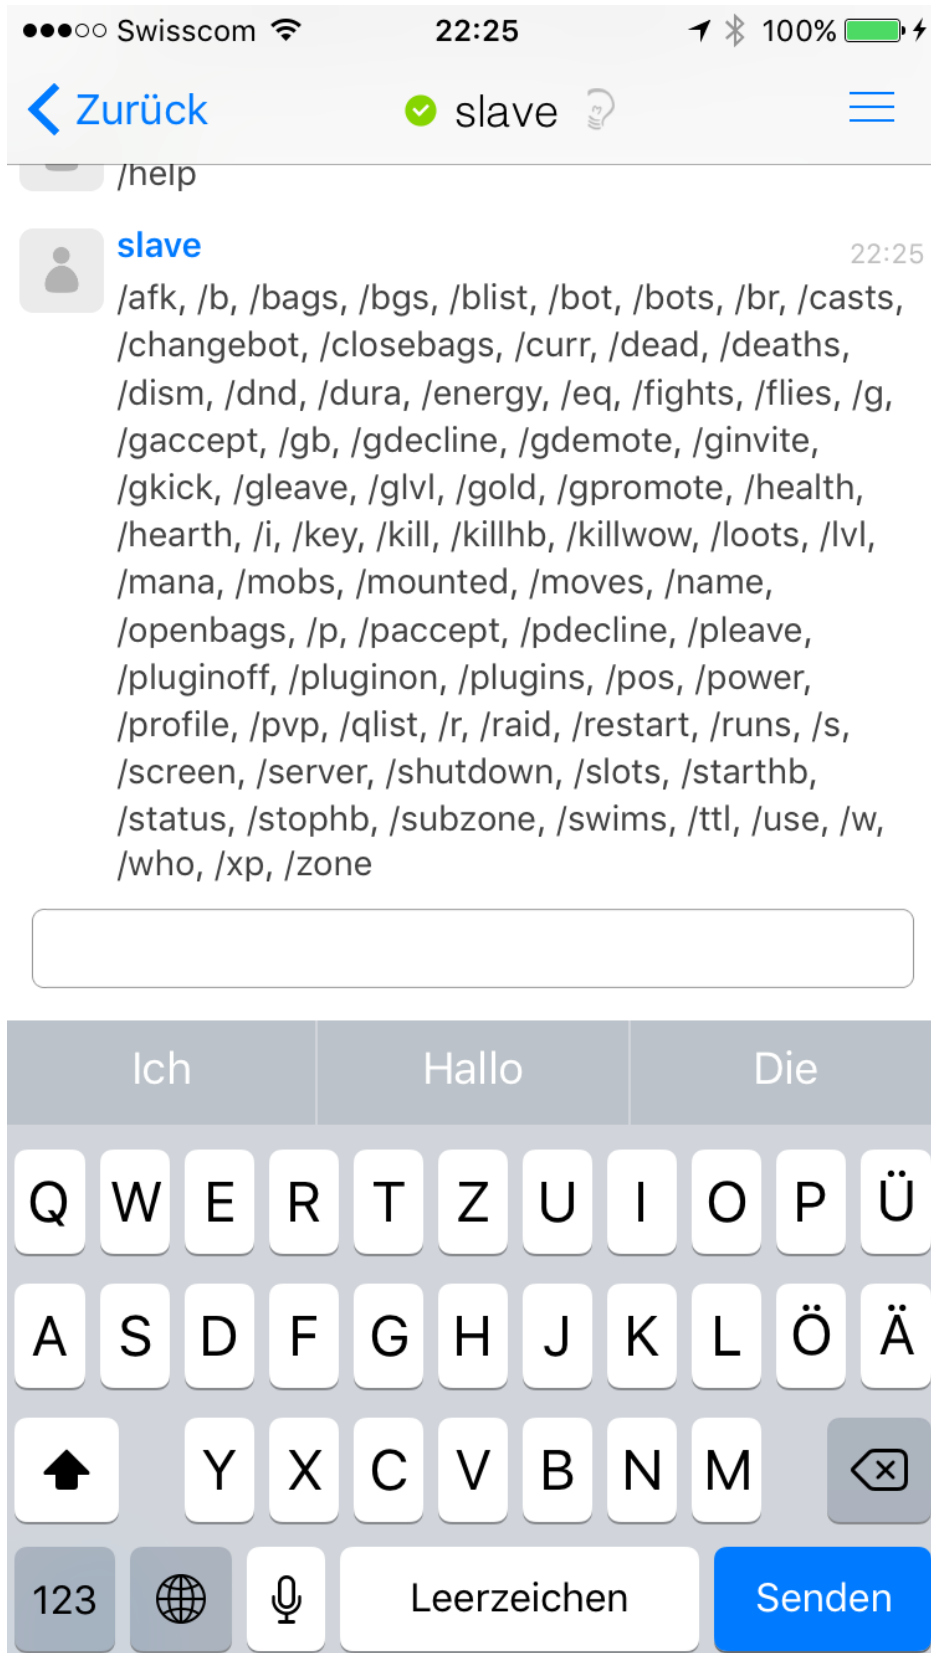 Swisscom 22:25 100%
Zurück slave
/help
slave 22:25
/afk, /b, /bags, /bgs, /blist, /bot, /bots, /br, /casts,
/changebot, /closebags, /curr, /dead, /deaths,
/dism, /dnd, /dura, /energy, /eq, /fights, /flies, /g,
/gaccept, /gb, /gdecline, /gdemote, /ginvite,
/gkick, /gleave, /glvl, /gold, /gpromote, /health,
/hearth, /i, /key, /kill, /killhb, /killwow, /loots, /lvl,
/mana, /mobs, /mounted, /moves, /name,
/openbags, /p, /paccept, /pdecline, /pleave,
/pluginoff, /pluginon, /plugins, /pos, /power,
/profile, /pvp, /qlist, /r, /raid, /restart, /runs, /s,
/screen, /server, /shutdown, /slots, /starthb,
/status, /stophb, /subzone, /swims, /ttl, /use, /w,
/who, /xp, /zone
Ich Hallo Die
Q W E R T Z U I O P Ü
A S D F G H J K L Ö Ä
Y X C V B N M
123 Leerzeichen Senden